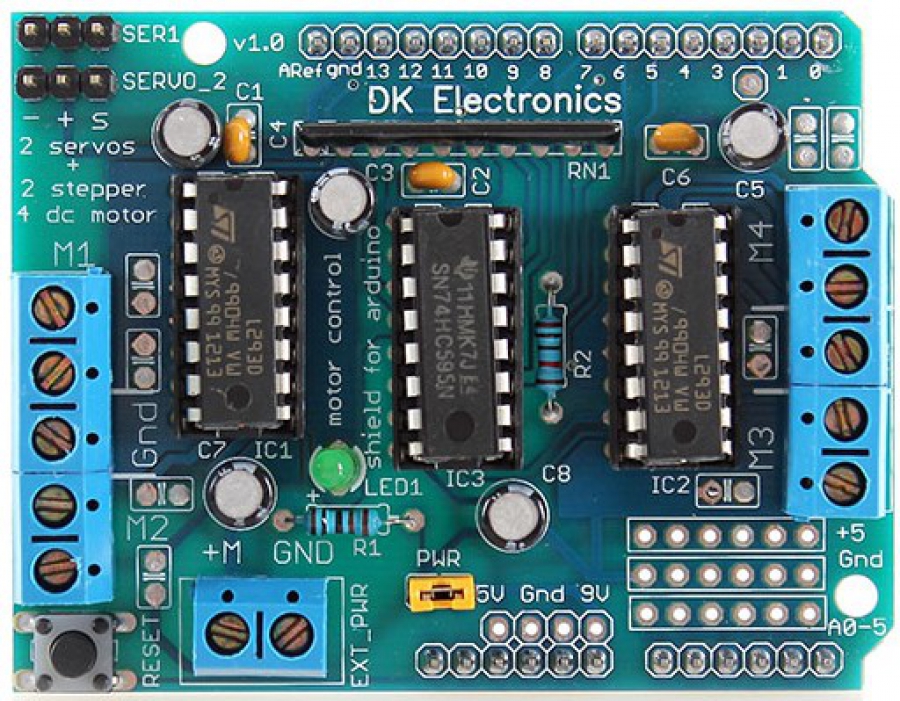 SER1
v1.0
SERVO_2
ARef gnd 13 12 11 10 9 8 7 6 5 4 3 1 0
- + S
DK Electronics
2 servos
+
2 stepper
4 dc motor
C1
C4
C3
C2
RN1
C6
C5
M1
M4
motor control
shield for arduino
L293D
SN74HC595N
L293D
R2
Gnd
C7
IC1
IC3
IC2
M3
LED1
+
C8
M2
+M
GND
R1
PWR
+5
Gnd
5V Gnd 9V
A0-5
RESET
EXT_PWR